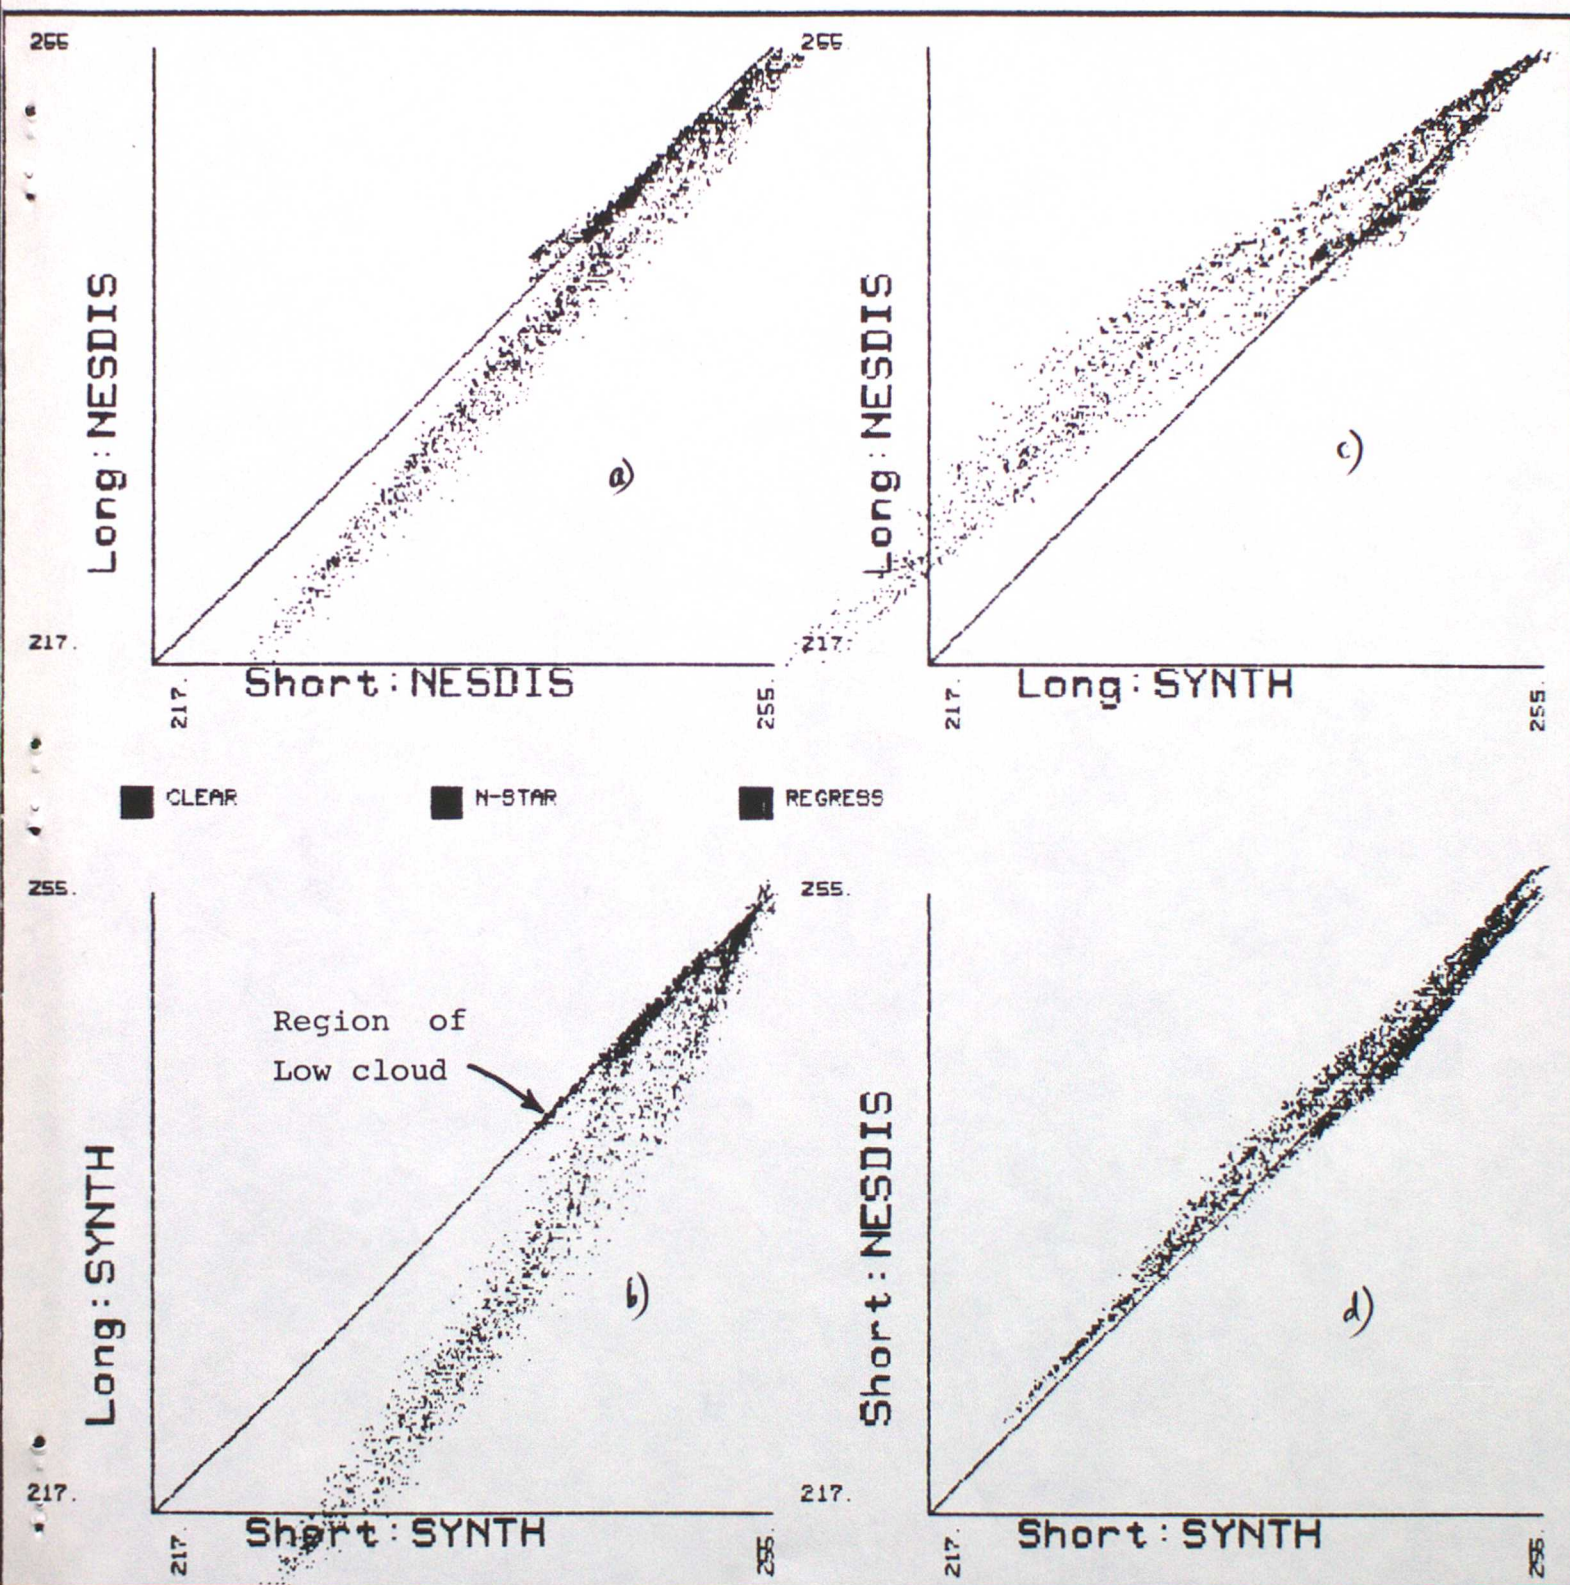 255
Long:NESDIS
a)
217.
Short:NESDIS
217.
255.
255.
Long:NESDIS
c)
217.
Long:SYNTH
217.
255.
CLEAR
N-STAR
REGRESS
255.
Region of
Low cloud
Long:SYNTH
b)
217.
Short:SYNTH
217.
255.
255.
Short:NESDIS
d)
217.
Short:SYNTH
217.
255.